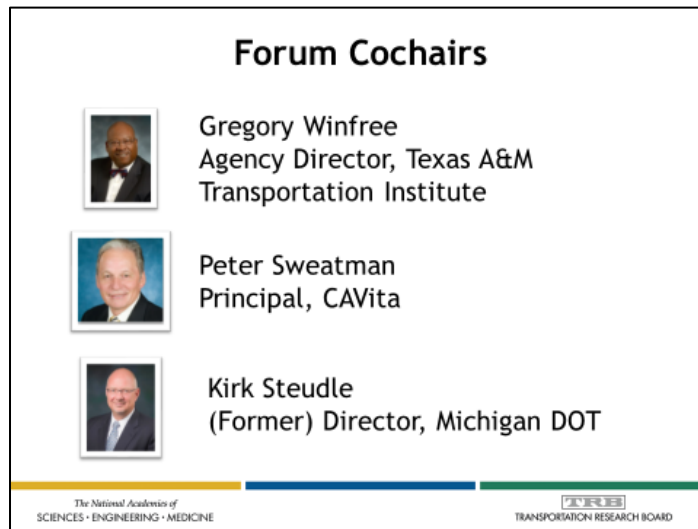 Forum Cochairs
Gregory Winfree
Agency Director, Texas A&M
Transportation Institute
Peter Sweatman
Principal, CAVita
Kirk Steudle
(Former) Director, Michigan DOT
The National Academies of
SCIENCES · ENGINEERING · MEDICINE
TRB
TRANSPORTATION RESEARCH BOARD